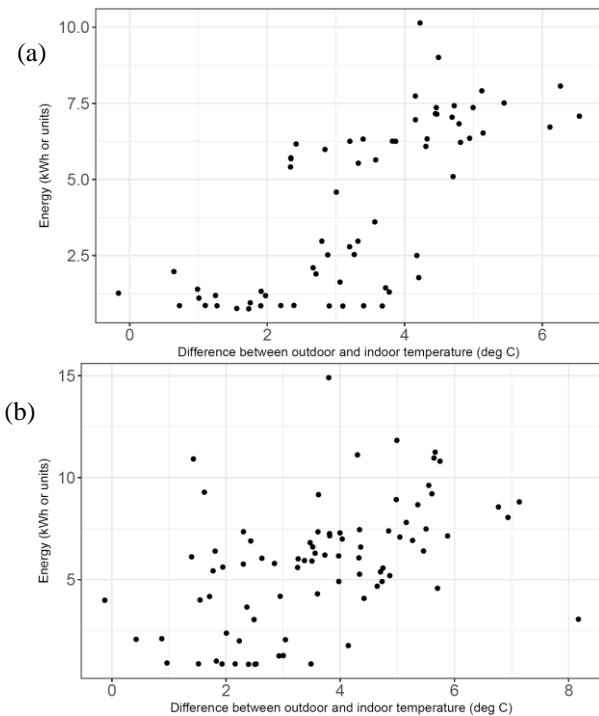 (a)
10.0
7.5
5.0
2.5
Energy (kWh or units)
0 2 4 6
Difference between outdoor and indoor temperature (deg C)
(b)
15
10
5
Energy (kWh or units)
0 2 4 6 8
Difference between outdoor and indoor temperature (deg C)